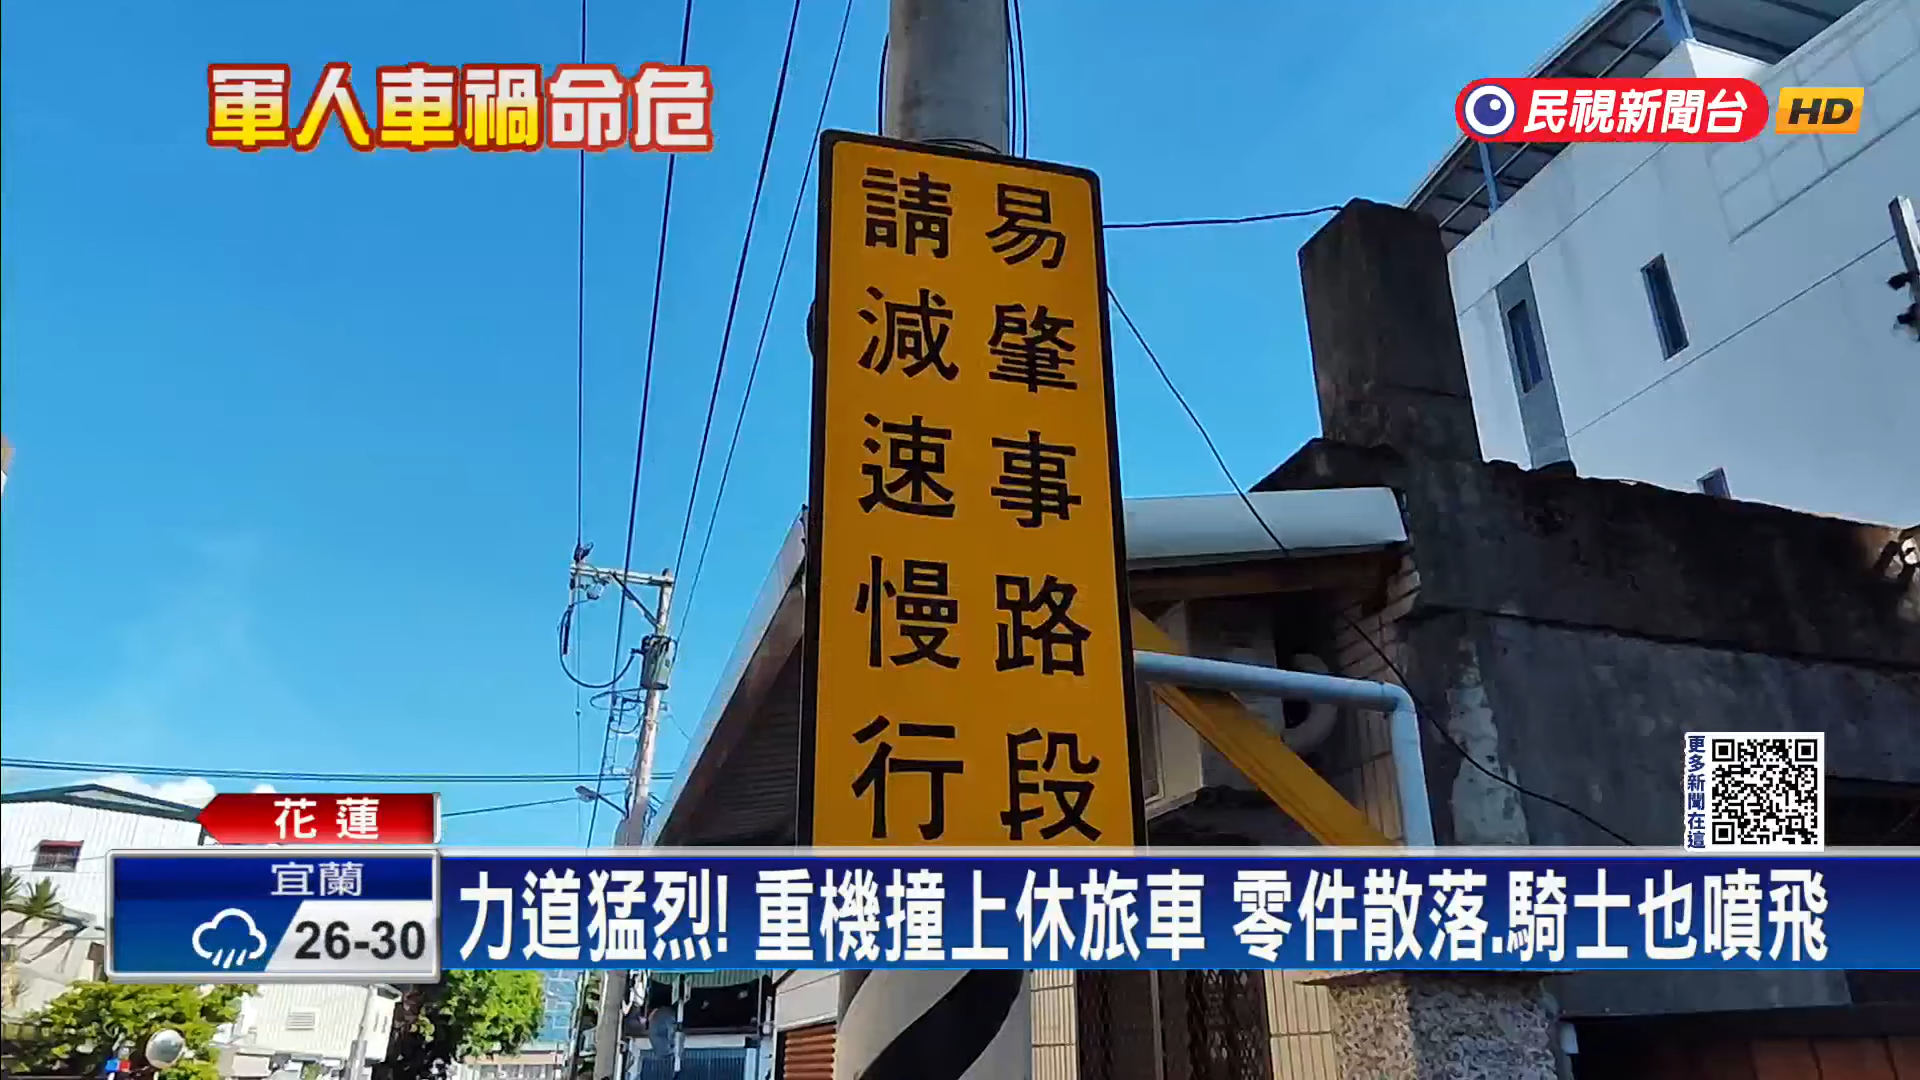 軍人車禍命危
民視新聞台 HD
易肇事路段
請減速慢行
更多新聞在這
花蓮
宜蘭
26-30
力道猛烈! 重機撞上休旅車 零件散落.騎士也噴飛